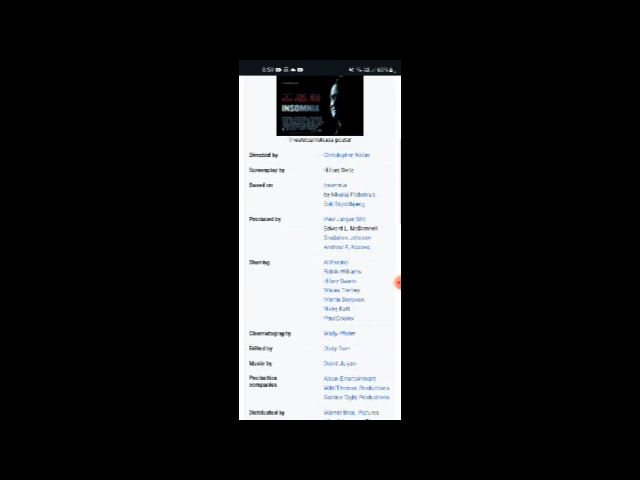 INSOMNIA
Theatrical release poster
Directed by
Christopher Nolan
Screenplay by
Hillary Seitz
Based on
Insomnia
by Nikolaj Frobenius
Erik Skjoldbjærg
Produced by
Paul Junger Witt
Edward L. McDonnell
Broderick Johnson
Andrew A. Kosove
Starring
Al Pacino
Robin Williams
Hilary Swank
Maura Tierney
Martin Donovan
Nicky Katt
Paul Dooley
Cinematography
Wally Pfister
Edited by
Dody Dorn
Music by
David Julyan
Production
companies
Alcon Entertainment
Witt/Thomas Productions
Section Eight Productions
Distributed by
Warner Bros. Pictures